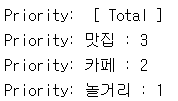 Priority:  [ Total ]
Priority: 맛집 : 3
Priority: 카페 : 2
Priority: 놀거리 : 1